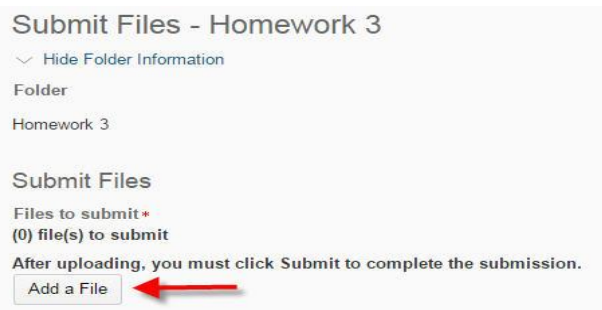 Submit Files - Homework 3
Hide Folder Information
Folder
Homework 3
Submit Files
Files to submit*
(0) file(s) to submit
After uploading, you must click Submit to complete the submission.
Add a File